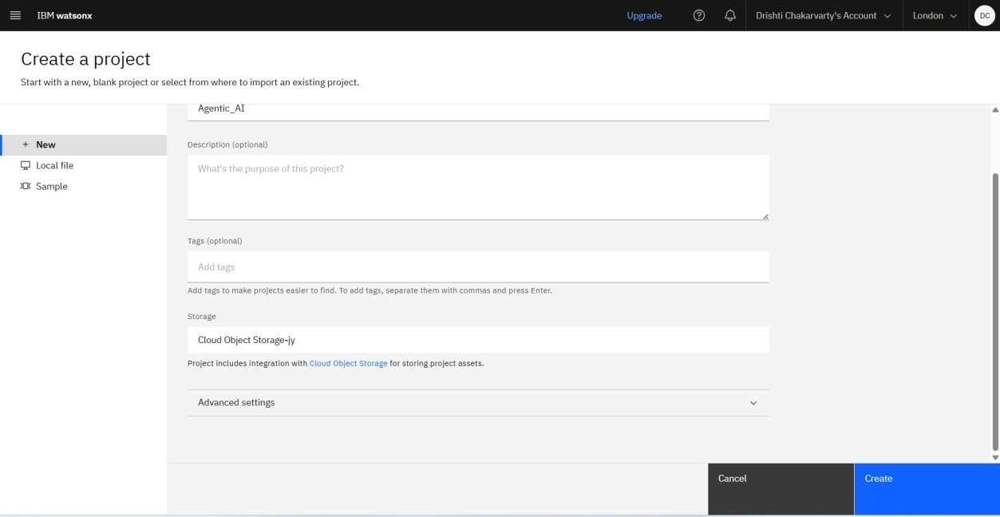 IBM watsonx
Upgrade
Drishti Chakarvarty's Account
London
DC
Create a project
Start with a new, blank project or select from where to import an existing project.
New
Local file
Sample
Agentic_AI
Description (optional)
What's the purpose of this project?
Tags (optional)
Add tags
Add tags to make projects easier to find. To add tags, separate them with commas and press Enter.
Storage
Cloud Object Storage-jy
Project includes integration with Cloud Object Storage for storing project assets.
Advanced settings
Cancel
Create